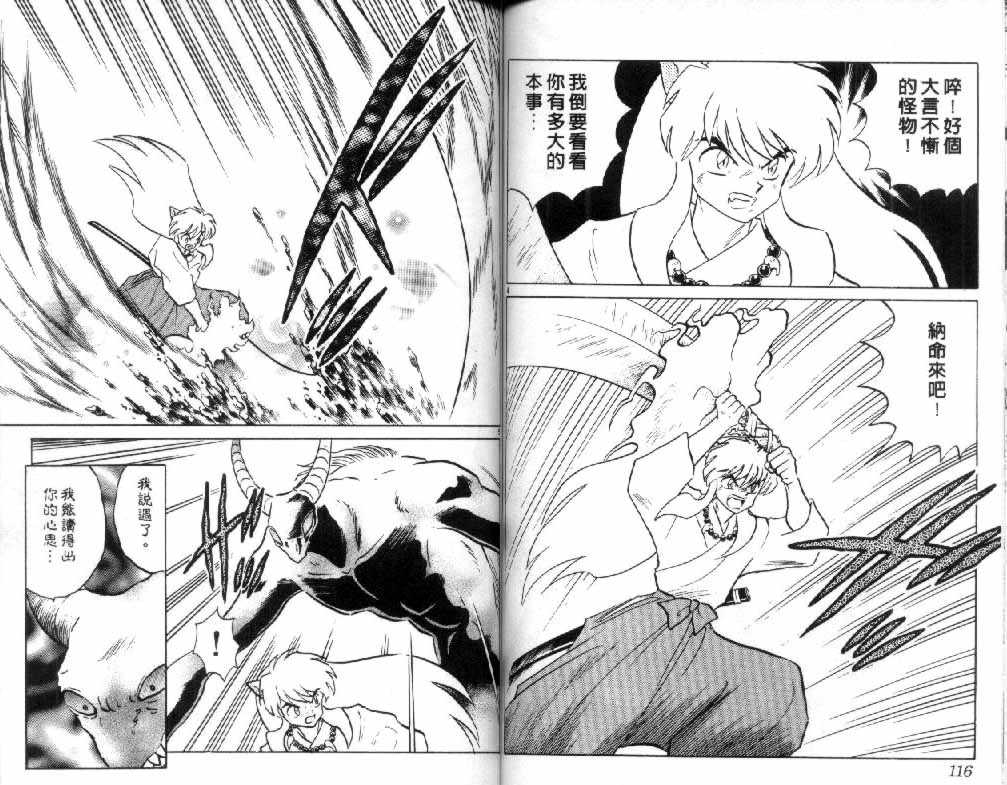 啐！好個
大言不慚
的怪物！
我倒要看看
你有多大的
本事…
納命來吧！
116
！
我說過了。
我能讀得出
你的心思…